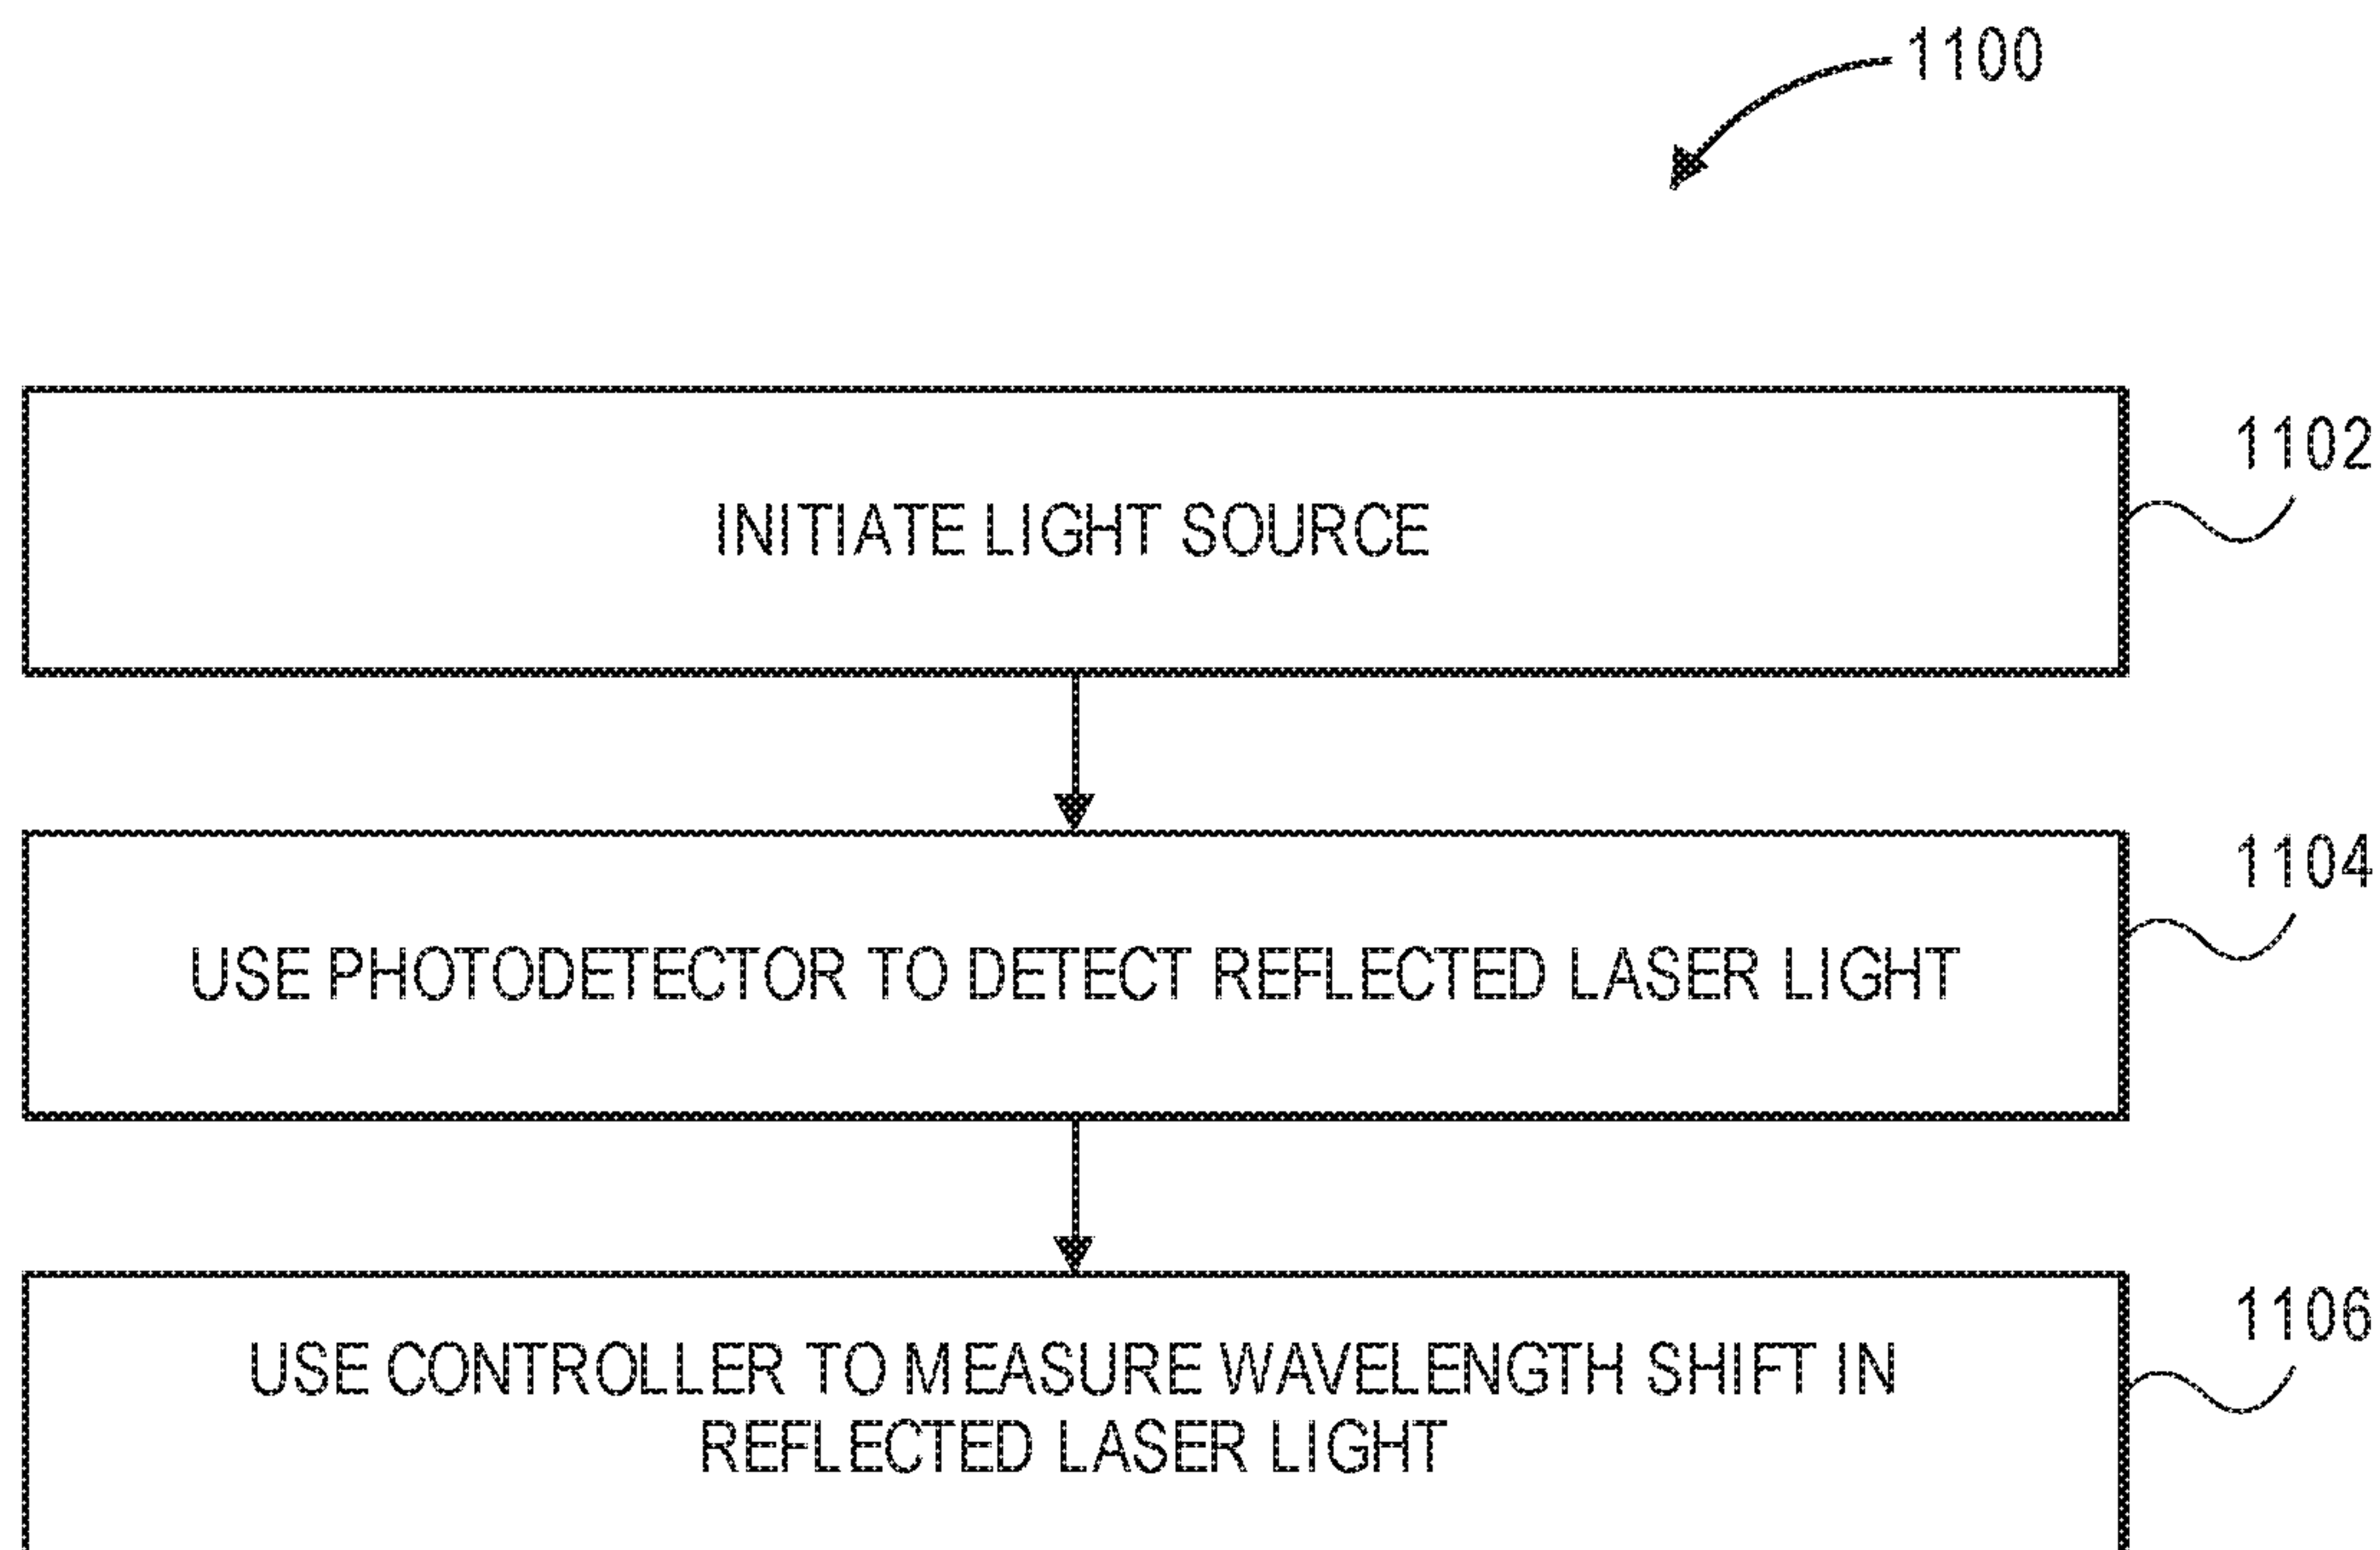 1100
1102
INITIATE LIGHT SOURCE
1104
USE PHOTODETECTOR TO DETECT REFLECTED LASER LIGHT
1106
USE CONTROLLER TO MEASURE WAVELENGTH SHIFT IN
REFLECTED LASER LIGHT